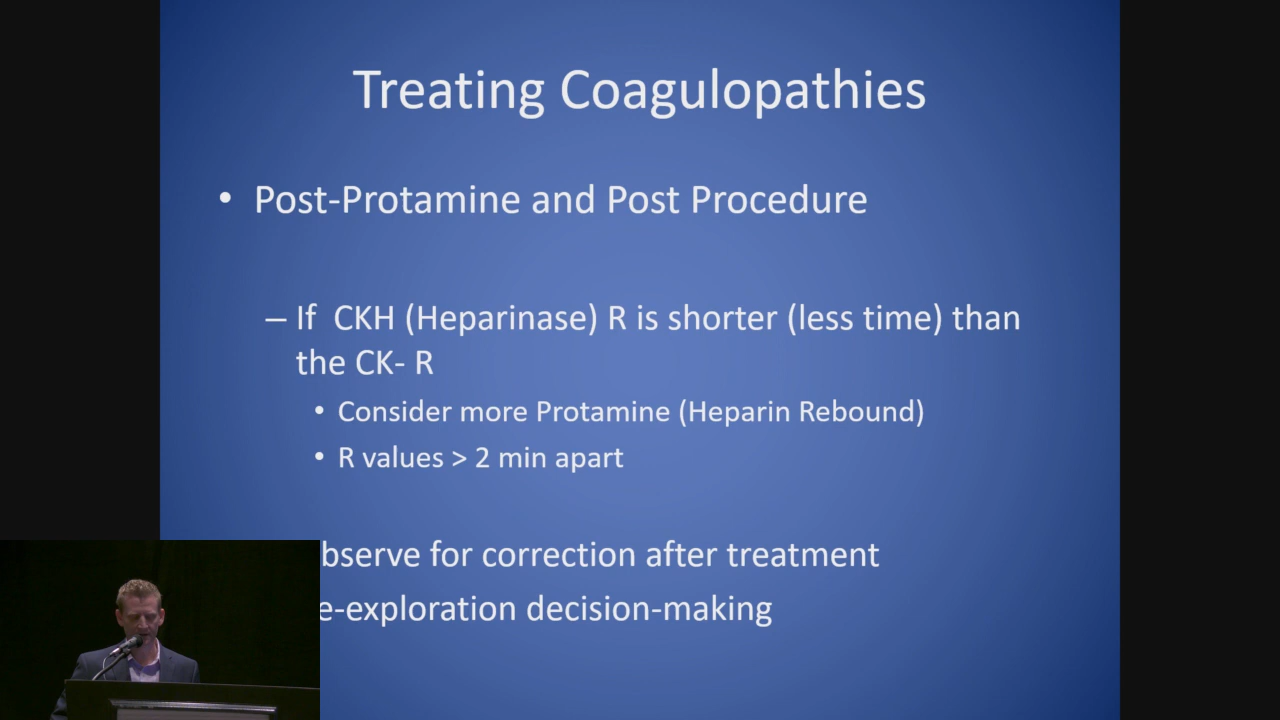 Treating Coagulopathies
• Post-Protamine and Post Procedure
– If CKH (Heparinase) R is shorter (less time) than
the CK- R
• Consider more Protamine (Heparin Rebound)
• R values > 2 min apart
bserve for correction after treatment
e-exploration decision-making